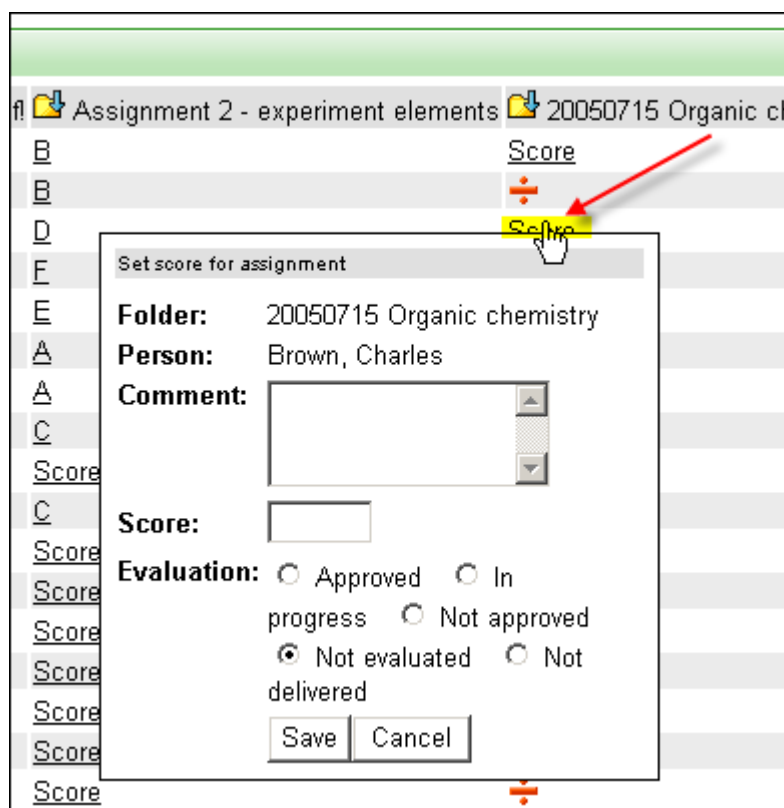 Assignment 2 - experiment elements 20050715 Organic
B Score
B
D Score
F
E
A
A
C
Score
C
Score
Score
Score
Score
Score
Score
Score
Set score for assignment
Folder: 20050715 Organic chemistry
Person: Brown, Charles
Comment:
Score:
Evaluation: Approved In
progress Not approved
Not evaluated Not
delivered
Save Cancel